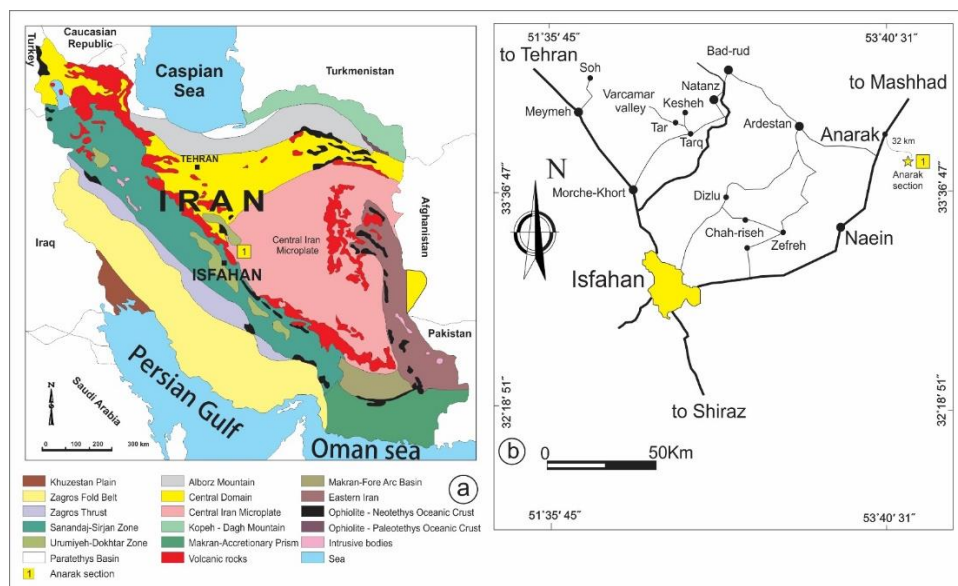 Caucasian
Republic
Turkey
Caspian
Sea
Turkmenistan
TEHRAN
IRAN
Afghanistan
Central Iran
Microplate
Iraq
1
ISFAHAN
Pakistan
Persian Gulf
Saudi Arabia
Oman sea
N
0 100 300 km
a
Khuzestan Plain
Zagros Fold Belt
Zagros Thrust
Sanandaj-Sirjan Zone
Urumiyeh-Dokhtar Zone
Paratethys Basin
1 Anarak section
Alborz Mountain
Central Domain
Central Iran Microplate
Kopeh - Dagh Mountain
Makran-Accretionary Prism
Volcanic rocks
Makran-Fore Arc Basin
Eastern Iran
Ophiolite - Neotethys Oceanic Crust
Ophiolite - Paleotethys Oceanic Crust
Intrusive bodies
Sea
51°35'45"
53°40'31"
to Tehran
Bad-rud
Soh
to Mashhad
Natanz
Varcamar
valley
Kesheh
Meymeh
Tar
Tarq
Ardestan
Anarak
32 km
1
Anarak
section
N
Morche-Khort
Dizlu
33°36'47"
33°36'47"
Chah-riseh
Zefreh
Naein
Isfahan
to Shiraz
32°18'51"
32°18'51"
b
0 50Km
51°35'45"
53°40'31"